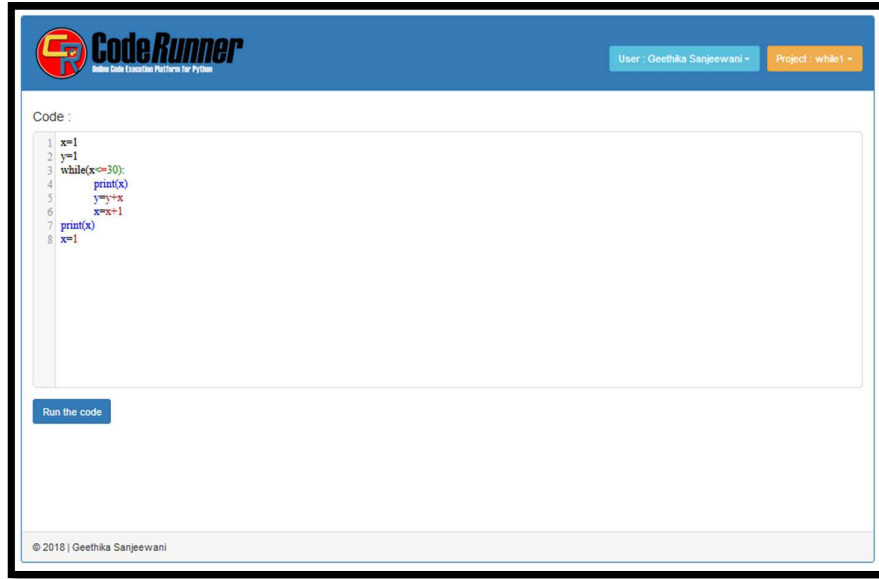 CR CodeRunner
Online Code Execution Platform for Python
User : Geethika Sanjeewani
Project : while1
Code :
1 x=1
2 y=1
3 while(x<=30):
4 print(x)
5 y=y+x
6 x=x+1
7 print(x)
8 x=1
Run the code
© 2018 | Geethika Sanjeewani